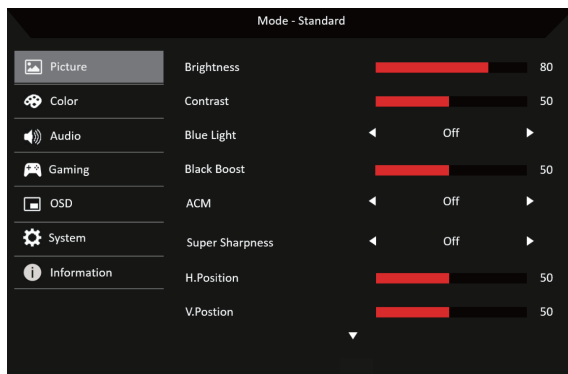 Mode - Standard
Picture
Color
Audio
Gaming
OSD
System
Information
Brightness 80
Contrast 50
Blue Light Off
Black Boost 50
ACM Off
Super Sharpness Off
H.Position 50
V.Postion 50